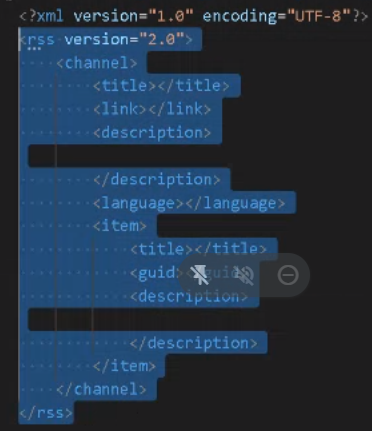 <?xml version="1.0" encoding="UTF-8"?>
<rss version="2.0">
<channel>
<title></title>
<link></link>
<description>
</description>
<language></language>
<item>
<title></title>
<guid></guid>
<description>
</description>
</item>
</channel>
</rss>